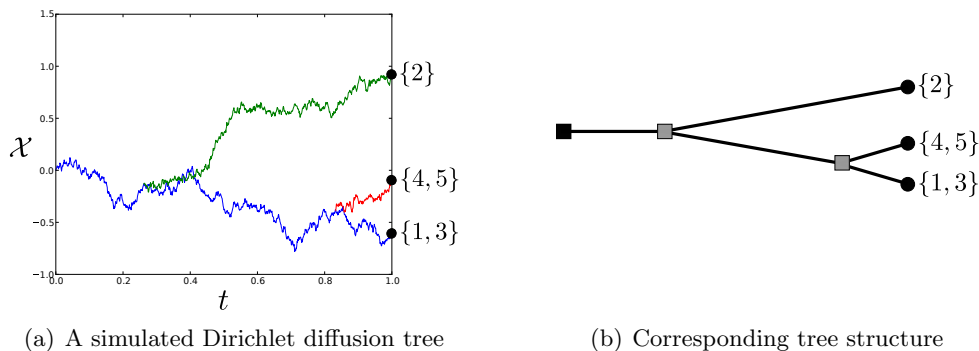 1.5
1.0
0.5
0.0
−0.5
−1.0
𝒳
0.0 0.2 0.4 0.6 0.8 1.0
t
{2}
{4, 5}
{1, 3}
(a) A simulated Dirichlet diffusion tree
{2}
{4, 5}
{1, 3}
(b) Corresponding tree structure